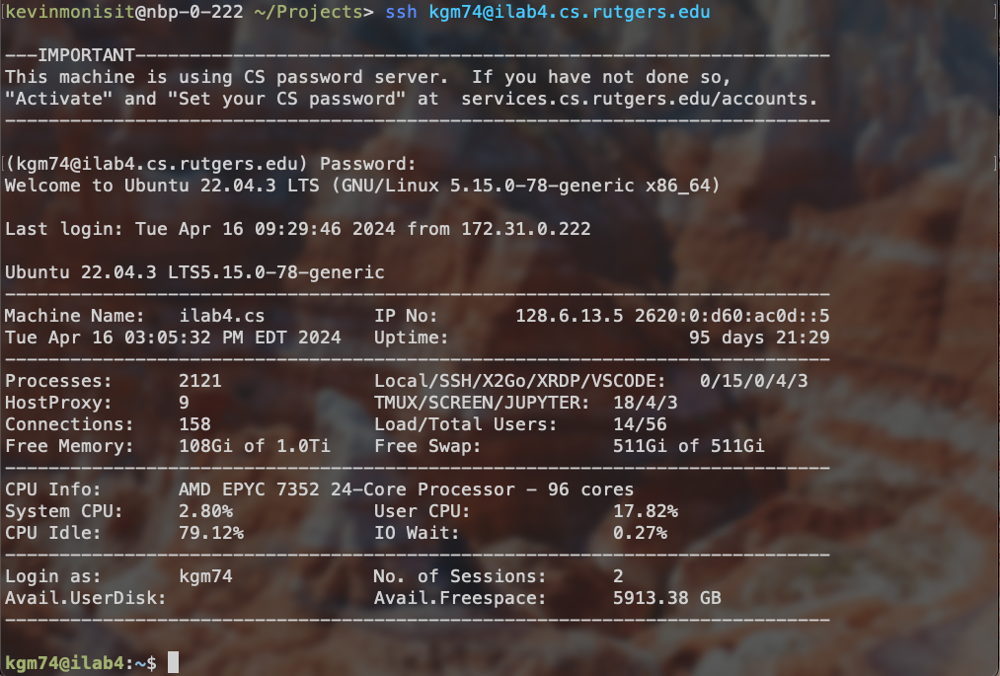 kevinmonisit@nbp-0-222 ~/Projects> ssh kgm74@ilab4.cs.rutgers.edu
---IMPORTANT----------------------------------------------------------------
This machine is using CS password server.  If you have not done so,
"Activate" and "Set your CS password" at  services.cs.rutgers.edu/accounts.
----------------------------------------------------------------------------
(kgm74@ilab4.cs.rutgers.edu) Password:
Welcome to Ubuntu 22.04.3 LTS (GNU/Linux 5.15.0-78-generic x86_64)
Last login: Tue Apr 16 09:29:46 2024 from 172.31.0.222
Ubuntu 22.04.3 LTS5.15.0-78-generic
----------------------------------------------------------------------------
Machine Name:   ilab4.cs          IP No:       128.6.13.5 2620:0:d60:ac0d::5
Tue Apr 16 03:05:32 PM EDT 2024   Uptime:                      95 days 21:29
----------------------------------------------------------------------------
Processes:      2121              Local/SSH/X2Go/XRDP/VSCODE:   0/15/0/4/3
HostProxy:      9                 TMUX/SCREEN/JUPYTER:  18/4/3
Connections:    158               Load/Total Users:     14/56
Free Memory:    108Gi of 1.0Ti    Free Swap:            511Gi of 511Gi
----------------------------------------------------------------------------
CPU Info:       AMD EPYC 7352 24-Core Processor - 96 cores
System CPU:     2.80%             User CPU:             17.82%
CPU Idle:       79.12%            IO Wait:              0.27%
----------------------------------------------------------------------------
Login as:       kgm74             No. of Sessions:      2
Avail.UserDisk:                   Avail.Freespace:      5913.38 GB
----------------------------------------------------------------------------
kgm74@ilab4:~$